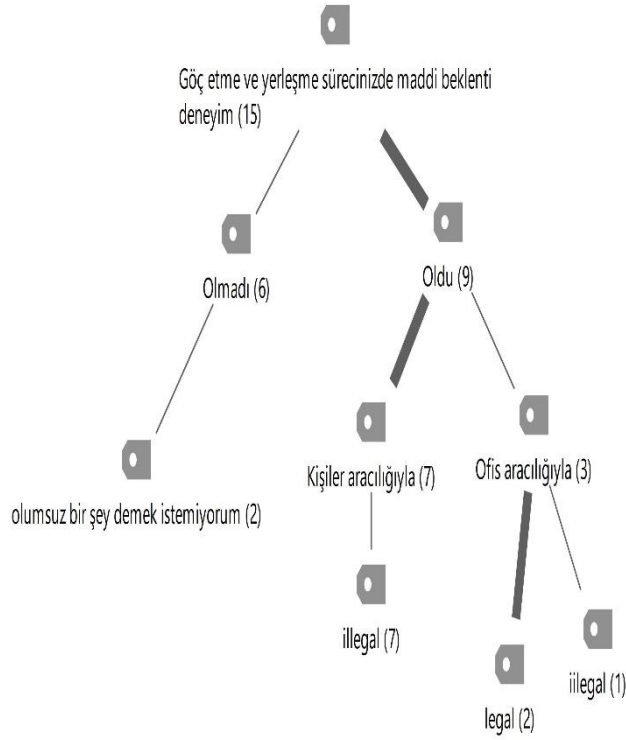 Göç etme ve yerleşme sürecinizde maddi beklenti
deneyim (15)
Olmadı (6)
Oldu (9)
olumsuz bir şey demek istemiyorum (2)
Kişiler aracılığıyla (7)
Ofis aracılığıyla (3)
illegal (7)
legal (2)
iilegal (1)